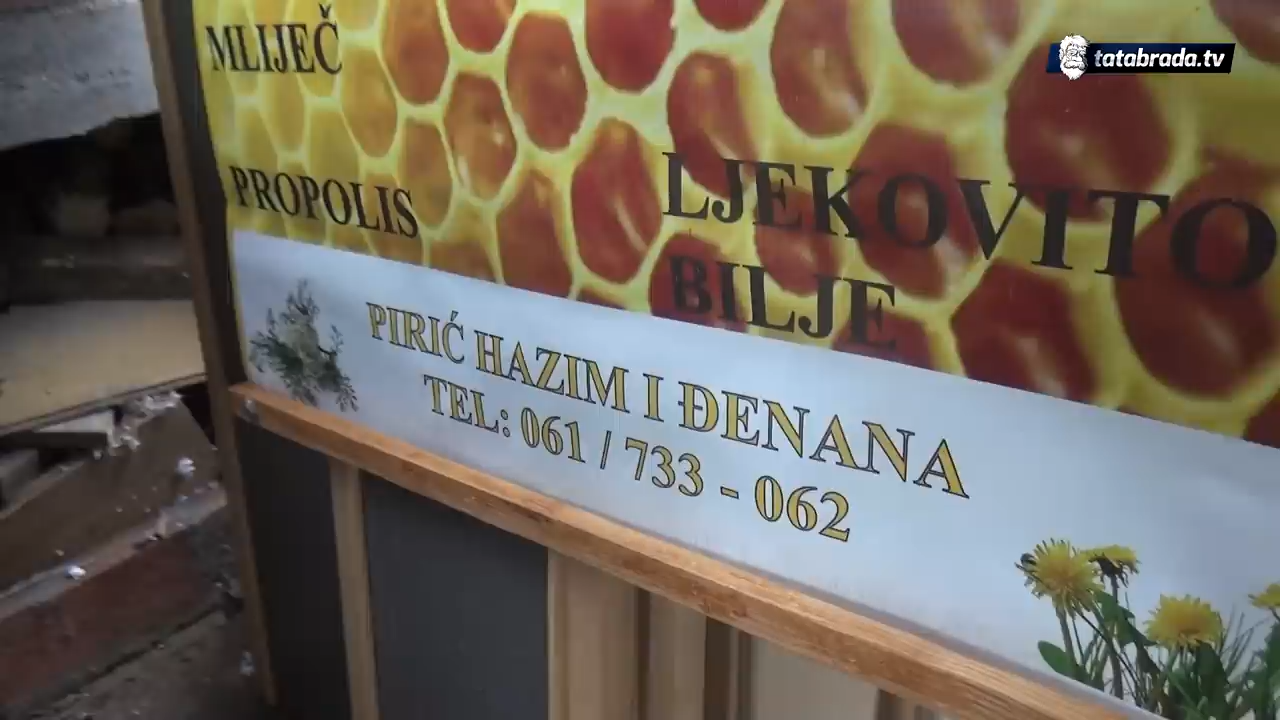 tatabrada.tv
MLIJEČ
PROPOLIS
LJEKOVITO
BILJE
PIRIĆ HAZIM I ĐENANA
TEL: 061 / 733 - 062